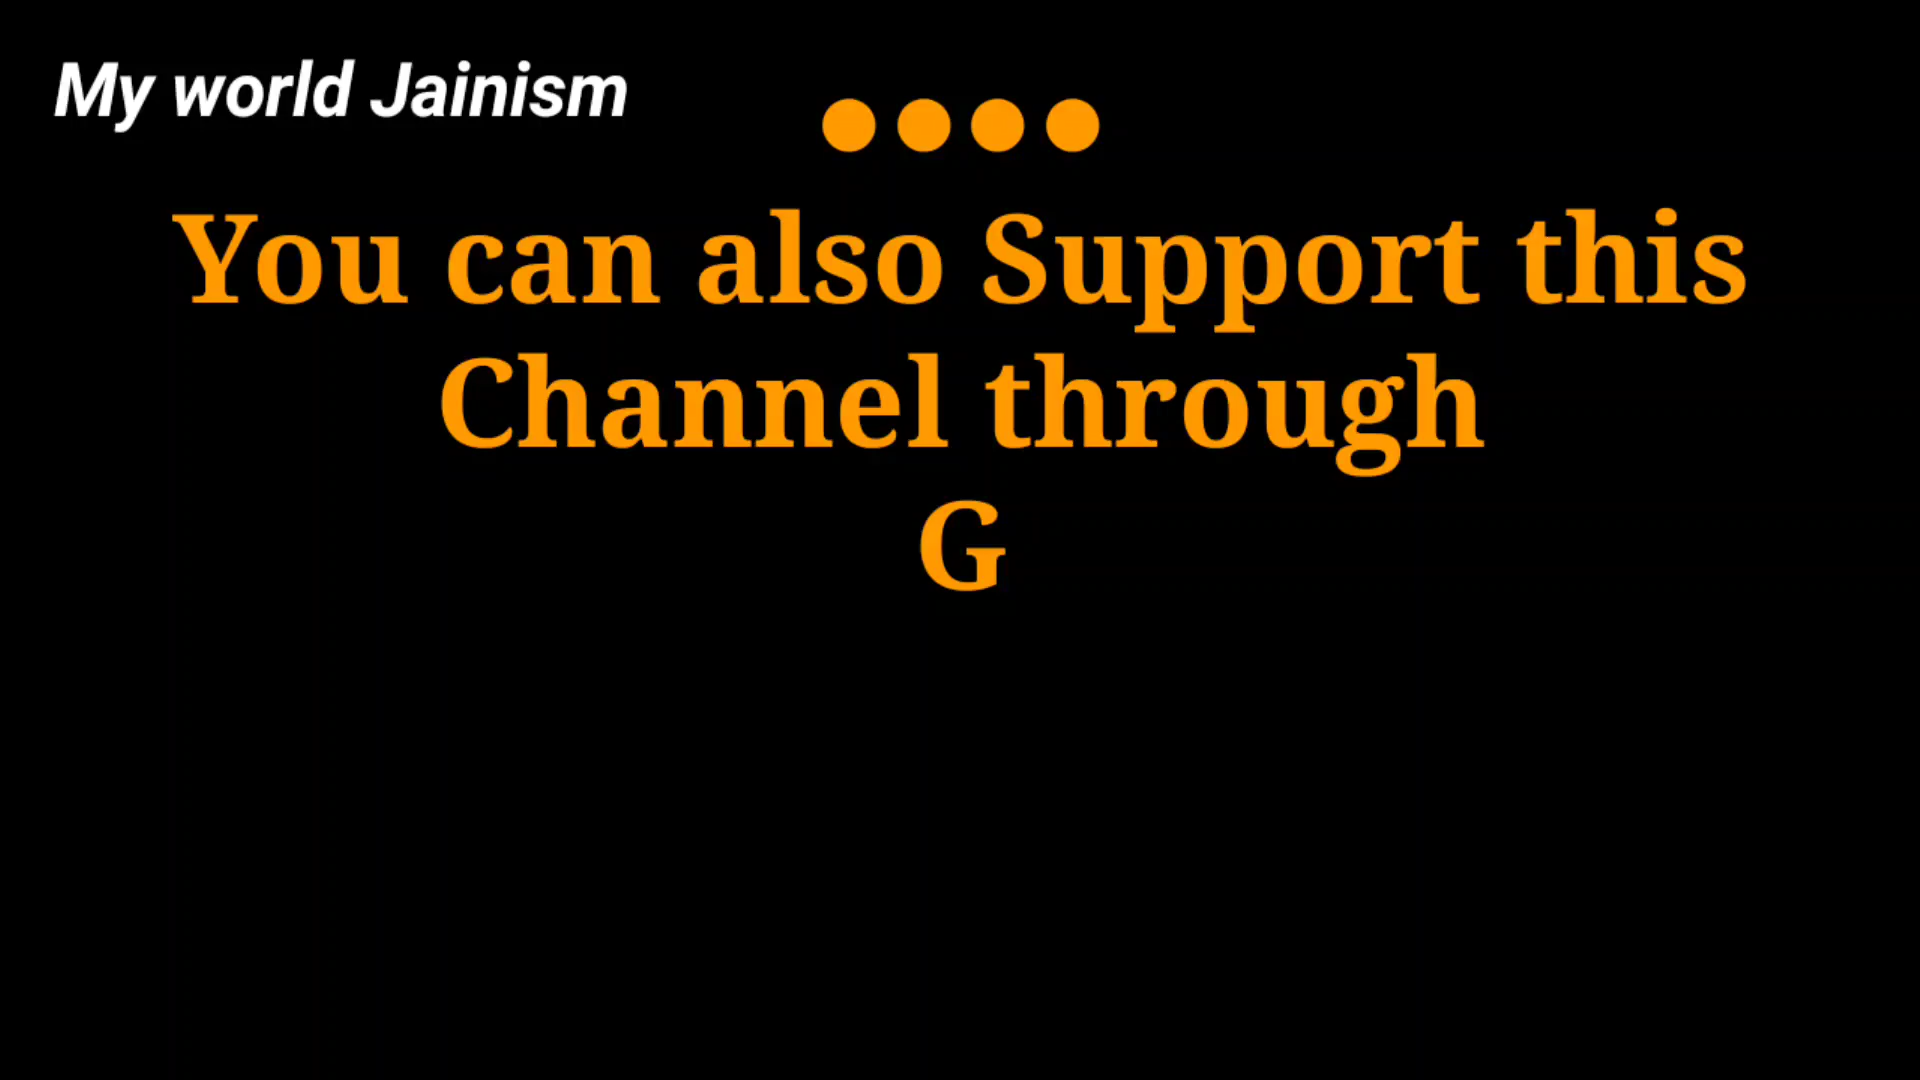 My world Jainism
●●●●
You can also Support this
Channel through
G